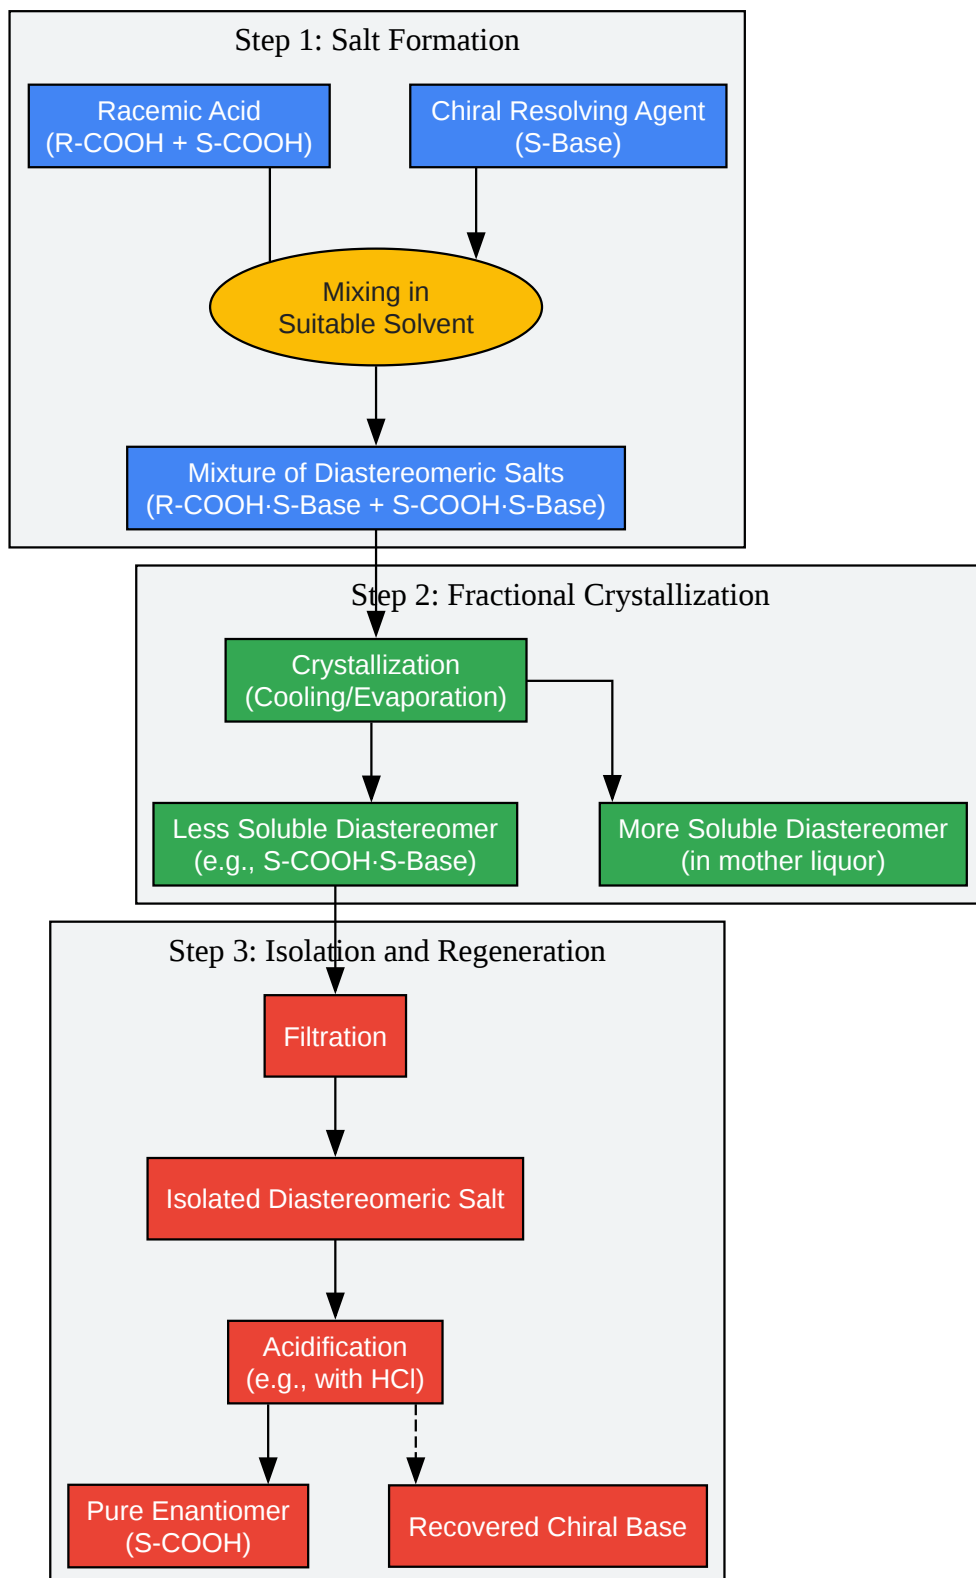 Step 1: Salt Formation
Racemic Acid
(R-COOH + S-COOH)
Chiral Resolving Agent
(S-Base)
Mixing in
Suitable Solvent
Mixture of Diastereomeric Salts
(R-COOH·S-Base + S-COOH·S-Base)
Step 2: Fractional Crystallization
Crystallization
(Cooling/Evaporation)
Less Soluble Diastereomer
(e.g., S-COOH·S-Base)
More Soluble Diastereomer
(in mother liquor)
Step 3: Isolation and Regeneration
Filtration
Isolated Diastereomeric Salt
Acidification
(e.g., with HCl)
Pure Enantiomer
(S-COOH)
Recovered Chiral Base